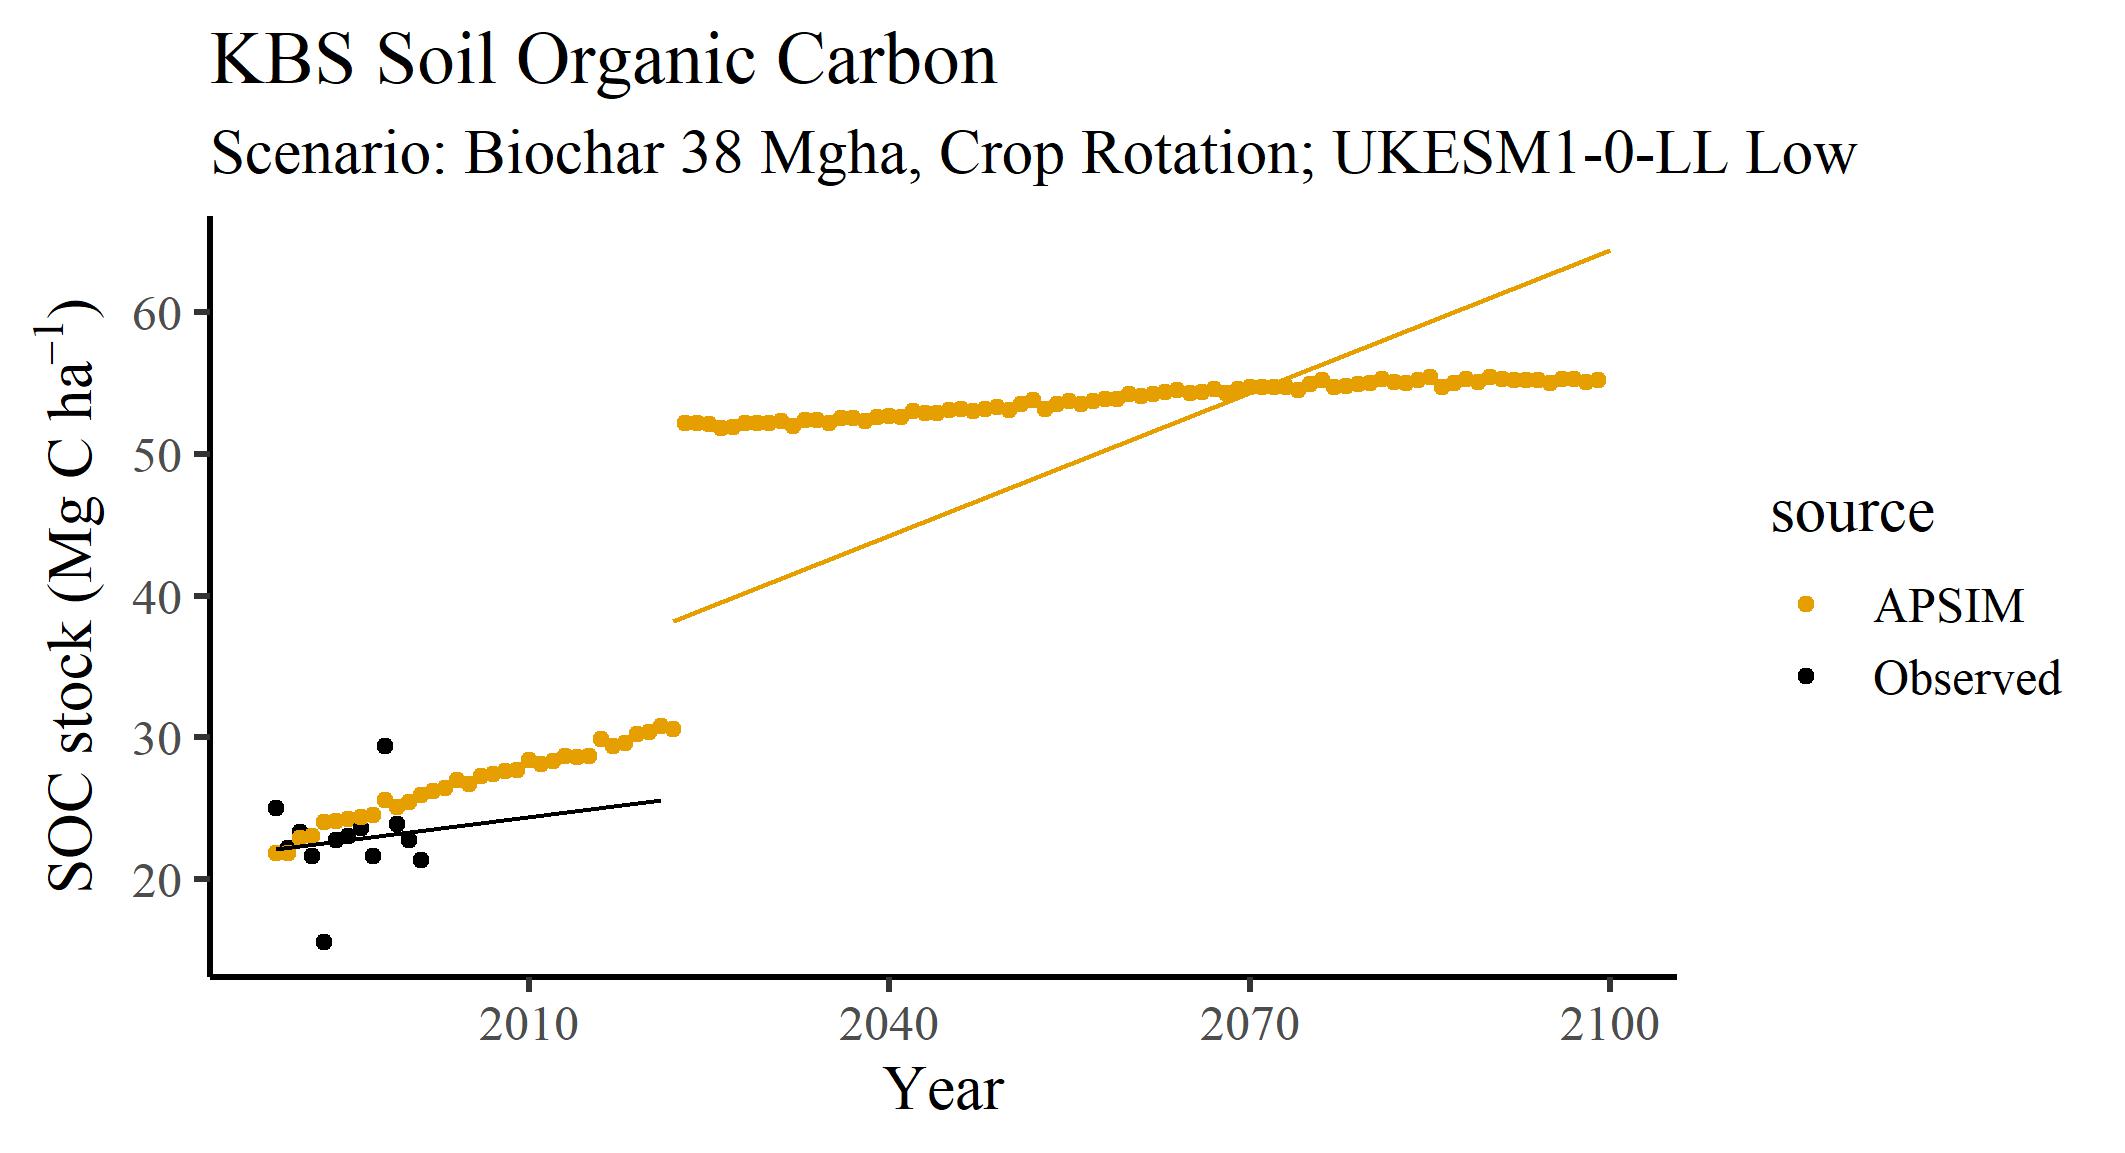 KBS Soil Organic Carbon
Scenario: Biochar 38 Mgha, Crop Rotation; UKESM1-0-LL Low
SOC stock (Mg C ha⁻¹)
60
50
40
30
20
2010
2040
2070
2100
Year
source
APSIM
Observed